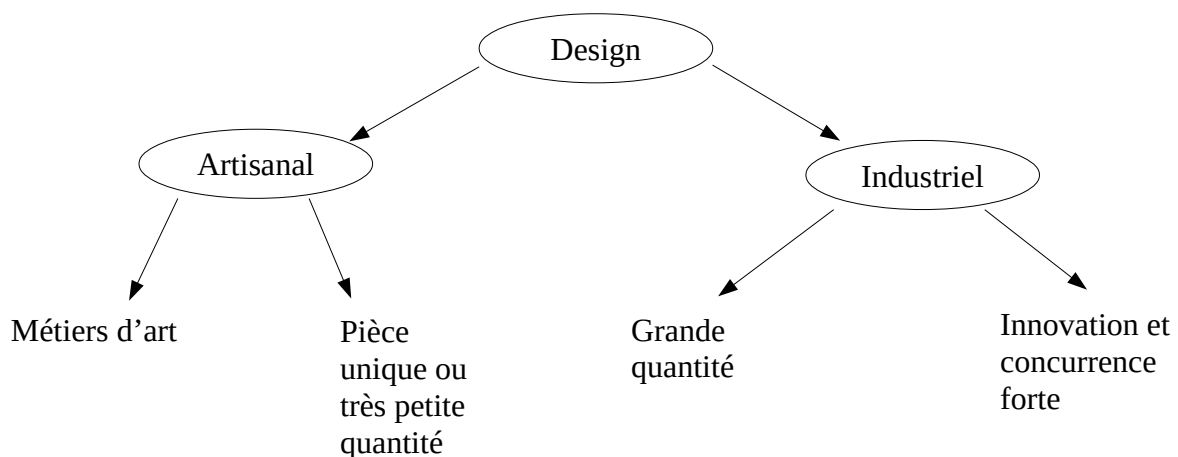 Design
Artisanal
Industriel
Métiers d’art
Pièce
unique ou
très petite
quantité
Grande
quantité
Innovation et
concurrence
forte